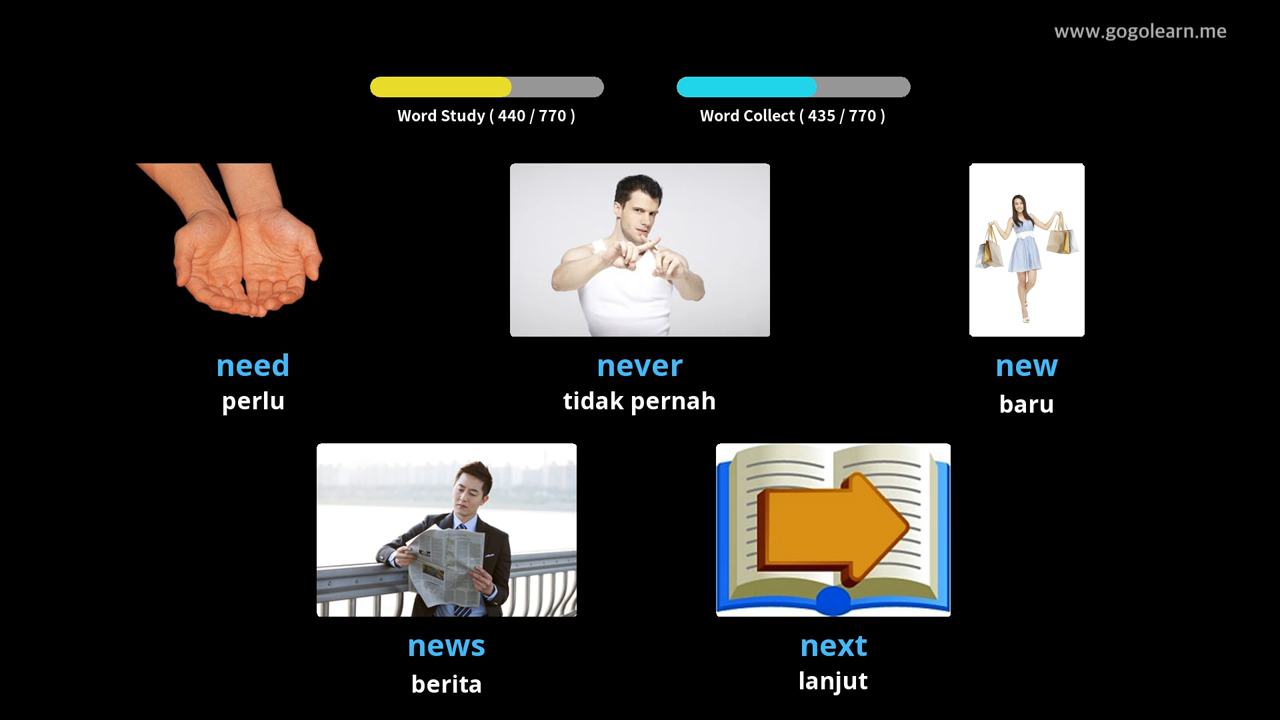 www.gogolearn.me
Word Study ( 440 / 770 )
Word Collect ( 435 / 770 )
need
perlu
never
tidak pernah
new
baru
news
berita
next
lanjut